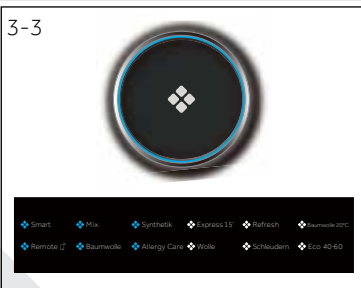 3-3
Smart Mix Synthetik Express 15' Refresh Baumwolle 20°C
Remote Baumwolle Allergy Care Wolle Schleudern Eco 40-60